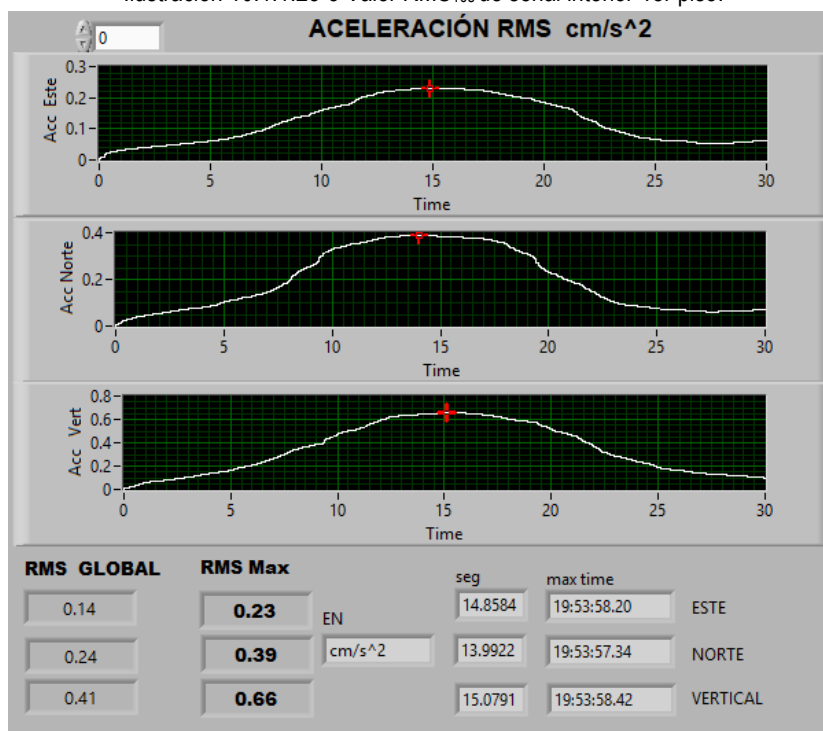 0
ACELERACIÓN RMS cm/s^2
0.3
0.2
0.1
0
Acc Este
0 5 10 15 20 25 30
Time
0.4
0.2
0
Acc Norte
0 5 10 15 20 25 30
Time
0.8
0.6
0.4
0.2
0
Acc Vert
0 5 10 15 20 25 30
Time
RMS GLOBAL RMS Max seg max time
0.14 0.23 EN 14.8584 19:53:58.20 ESTE
0.24 0.39 cm/s^2 13.9922 19:53:57.34 NORTE
0.41 0.66 15.0791 19:53:58.42 VERTICAL